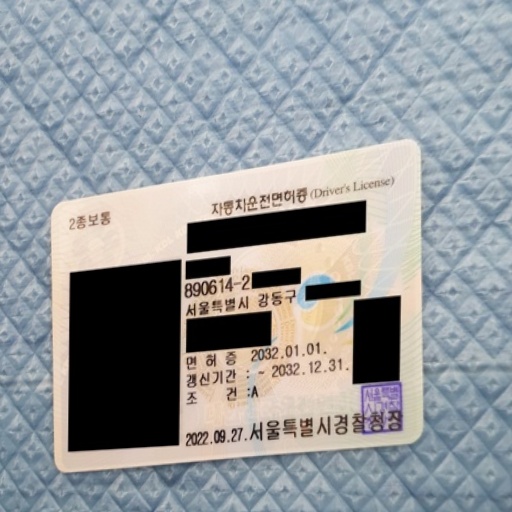 2종보통
자동차운전면허증 (Driver's License)
890614-2
서울특별시 강동구
면 허 증 2032.01.01.
갱신기간 : ~ 2032.12.31.
조 건 :A
2022.09.27. 서울특별시경찰청장